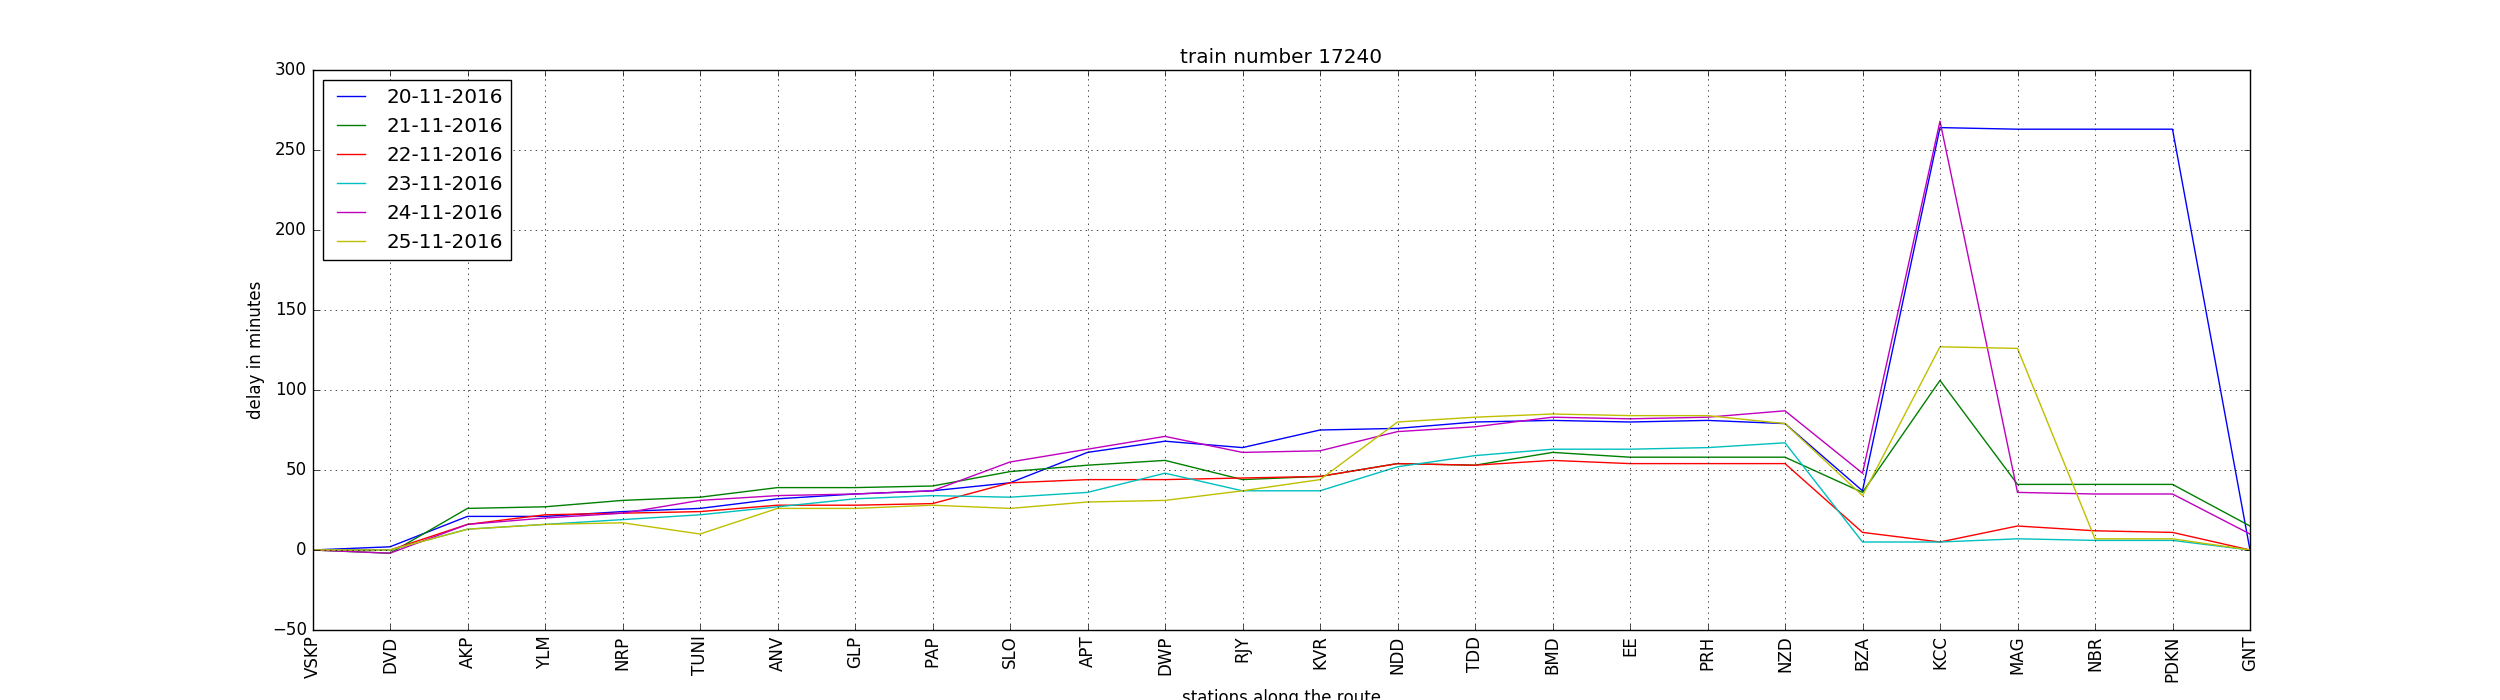 train number 17240
300
250
200
150
100
50
0
−50
delay in minutes
20-11-2016
21-11-2016
22-11-2016
23-11-2016
24-11-2016
25-11-2016
VSKP
DVD
AKP
YLM
NRP
TUNI
ANV
GLP
PAP
SLO
APT
DWP
RJY
KVR
NDD
TDD
BMD
EE
PRH
NZD
BZA
KCC
MAG
NBR
PDKN
GNT
stations along the route